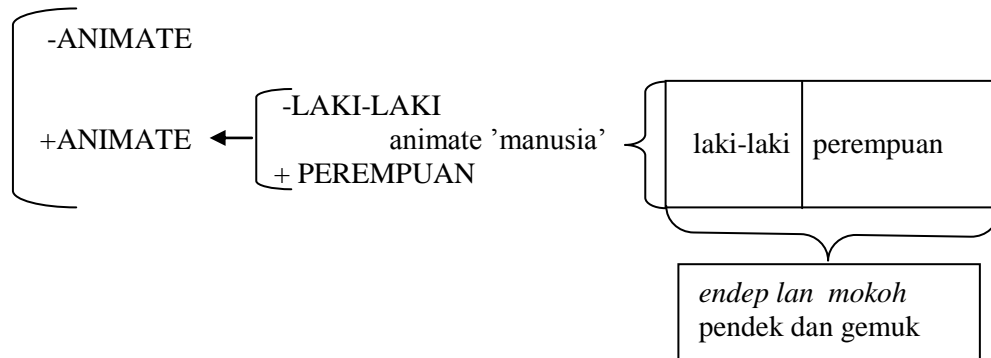 -ANIMATE
-LAKI-LAKI
+ANIMATE
animate ’manusia’
laki-laki
perempuan
+ PEREMPUAN
endep lan mokoh
pendek dan gemuk